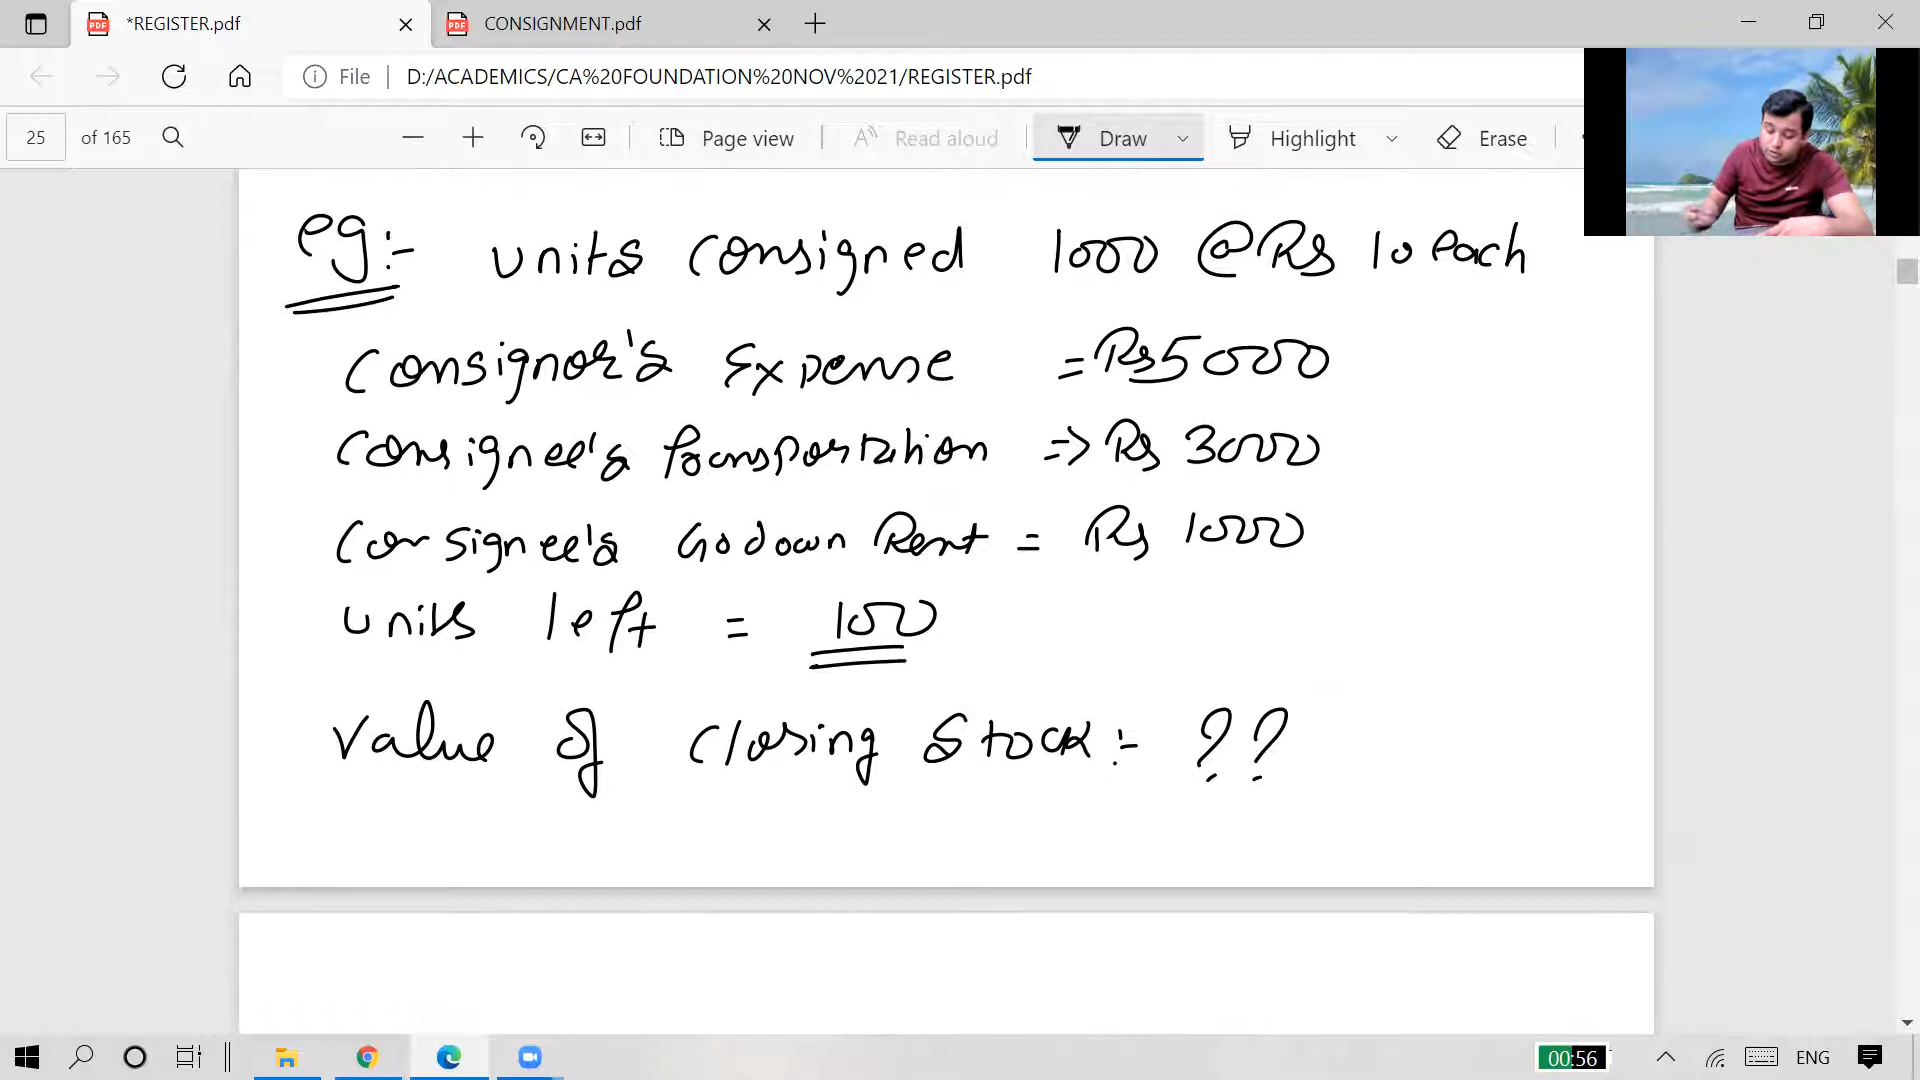 *REGISTER.pdf
CONSIGNMENT.pdf
File
D:/ACADEMICS/CA%20FOUNDATION%20NOV%2021/REGISTER.pdf
25 of 165
Page view
Read aloud
Draw
Highlight
Erase
eg:- units consigned 1000 @ Rs 10 each
Consignor's Expense = Rs 5000
Consignee's Transportation => Rs 3000
Consignee's Godown Rent = Rs 1000
units left = 100
Value of Closing Stock:- ??
00:56
ENG